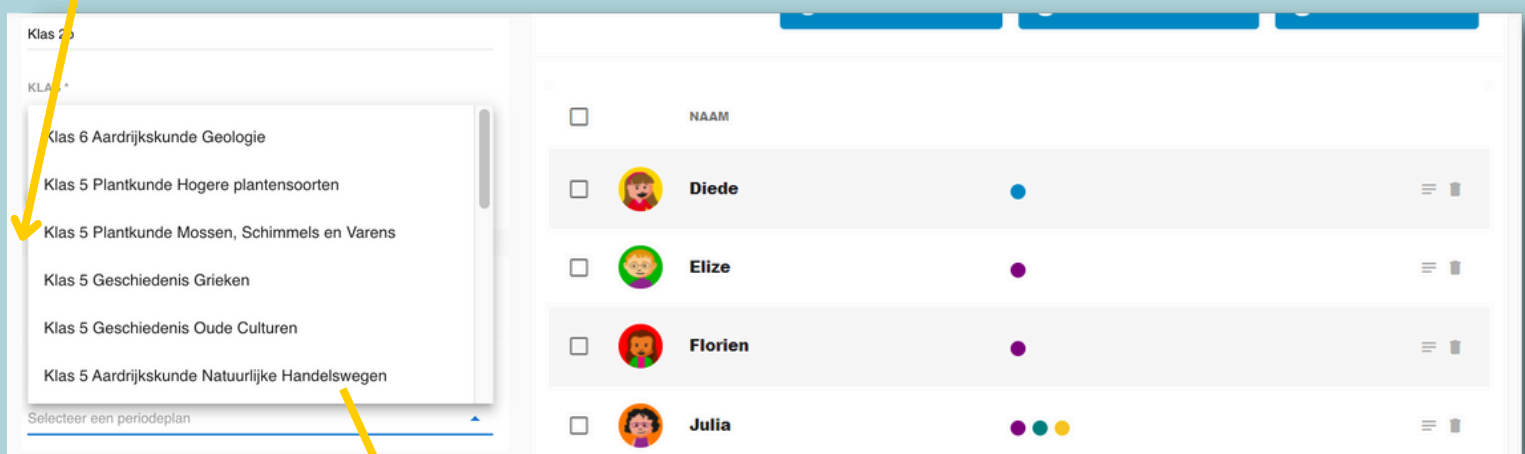 Klas 2b
KLAS *
Klas 6 Aardrijkskunde Geologie
Klas 5 Plantkunde Hogere plantensoorten
Klas 5 Plantkunde Mossen, Schimmels en Varens
Klas 5 Geschiedenis Grieken
Klas 5 Geschiedenis Oude Culturen
Klas 5 Aardrijkskunde Natuurlijke Handelswegen
Selecteer een periodeplan
NAAM
Diede
Elize
Florien
Julia